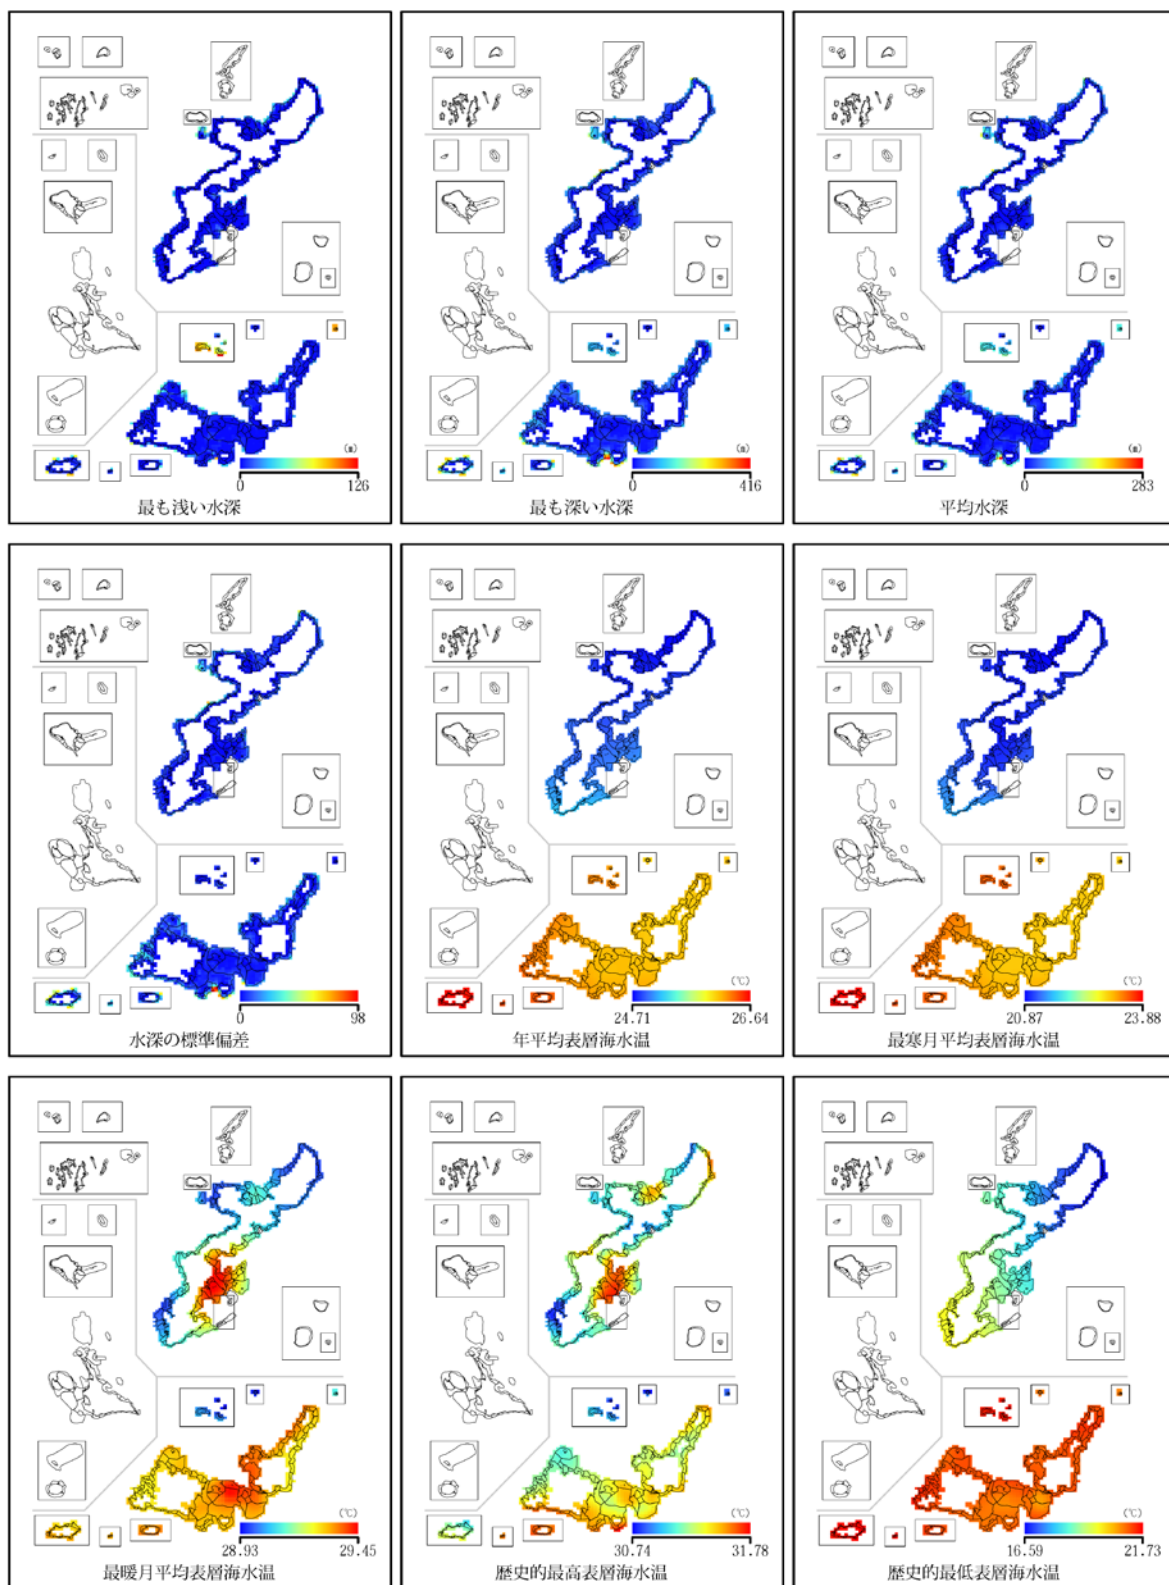 (m)
0 126
最も浅い水深
(m)
0 416
最も深い水深
(m)
0 283
平均水深
0 98
水深の標準偏差
(℃)
24.71 26.64
年平均表層海水温
(℃)
20.87 23.88
最寒月平均表層海水温
(℃)
28.93 29.45
最暖月平均表層海水温
(℃)
30.74 31.78
歴史的最高表層海水温
(℃)
16.59 21.73
歴史的最低表層海水温